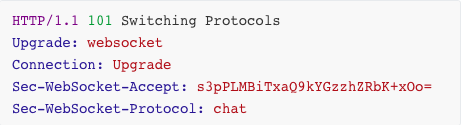 HTTP/1.1 101 Switching Protocols
Upgrade: websocket
Connection: Upgrade
Sec-WebSocket-Accept: s3pPLMBiTxaQ9kYGzzhZRbK+xOo=
Sec-WebSocket-Protocol: chat